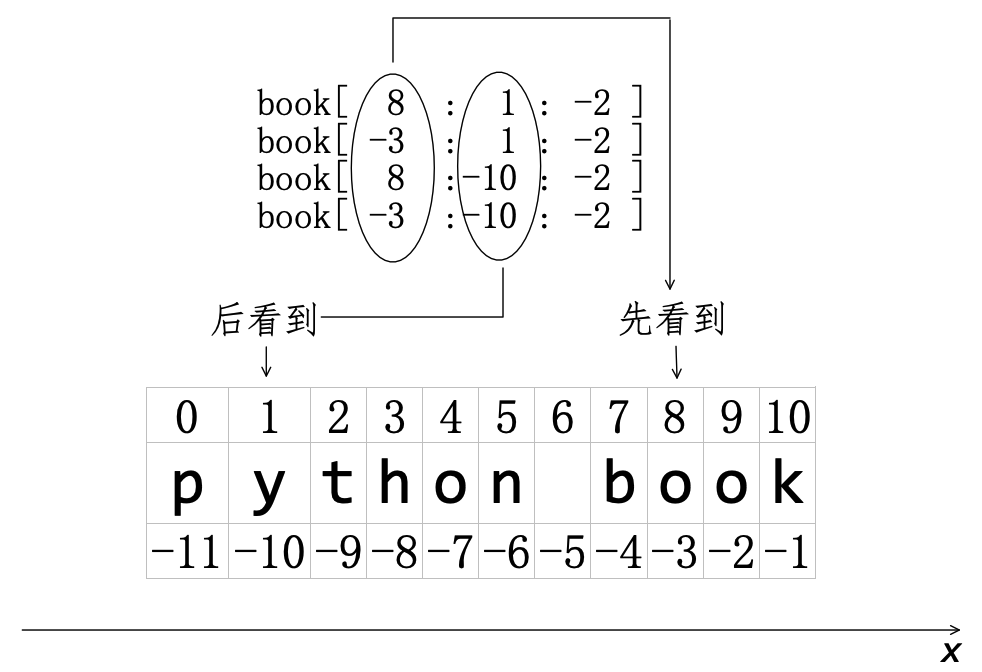 book[ 8 : 1 : -2 ]
book[ -3 : 1 : -2 ]
book[ 8 :-10 : -2 ]
book[ -3 :-10 : -2 ]
后看到 先看到
0 1 2 3 4 5 6 7 8 9 10
p y t h o n b o o k
-11 -10 -9 -8 -7 -6 -5 -4 -3 -2 -1
x